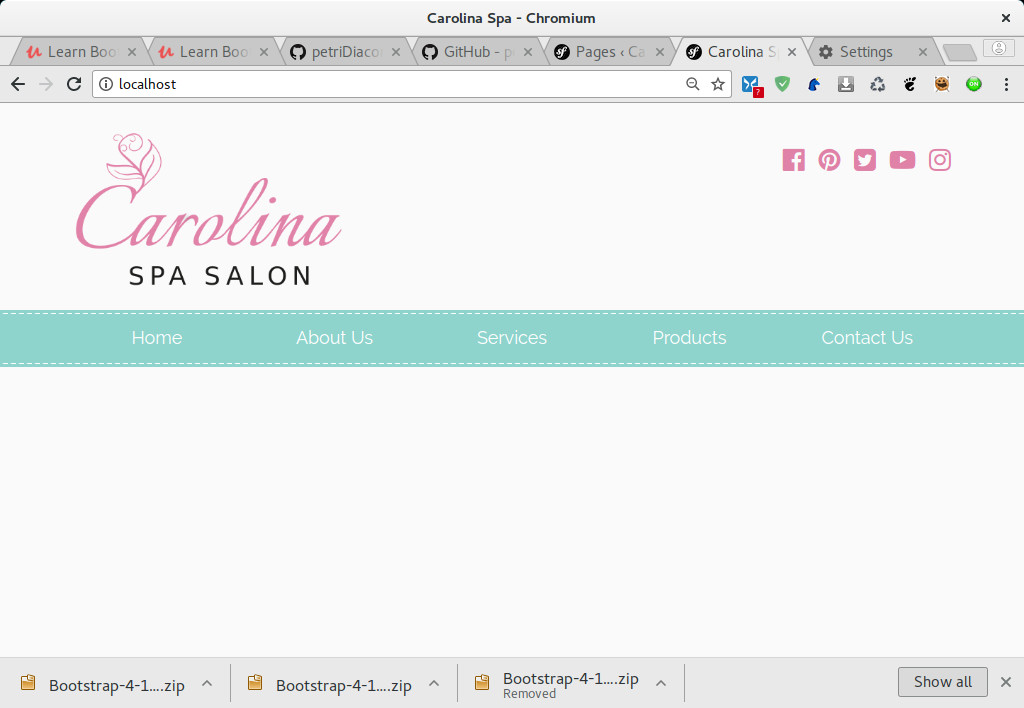 Carolina Spa - Chromium
Learn Boo
Learn Boo
petriDiaco
GitHub - p
Pages ‹ Ca
Carolina S
Settings
localhost
?
ON
Carolina
SPA SALON
Home About Us Services Products Contact Us
Bootstrap-4-1....zip
Bootstrap-4-1....zip
Bootstrap-4-1....zip
Removed
Show all